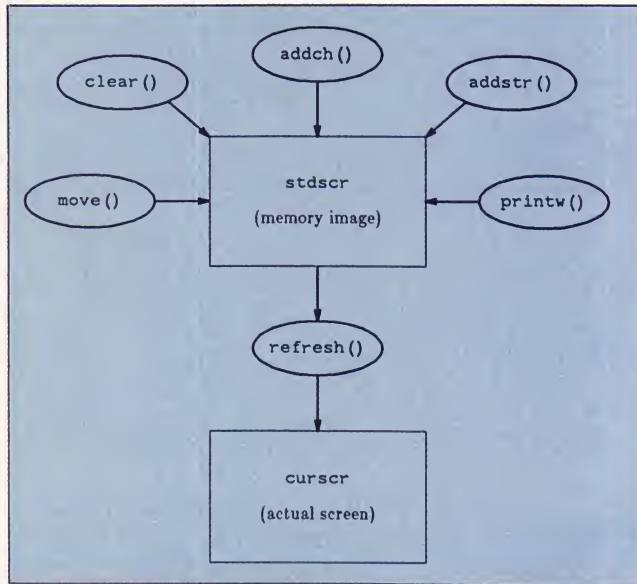 addch()
clear()
addstr()
stdscr
(memory image)
move()
printw()
refresh()
curscr
(actual screen)